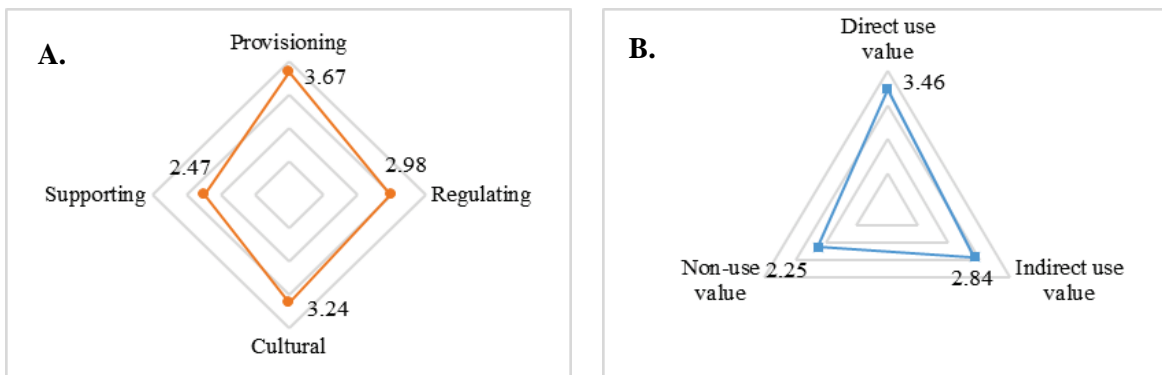 A.
Provisioning
3.67
2.47
2.98
Supporting
Regulating
3.24
Cultural
B.
Direct use
value
3.46
Non-use
value
2.25
2.84
Indirect use
value